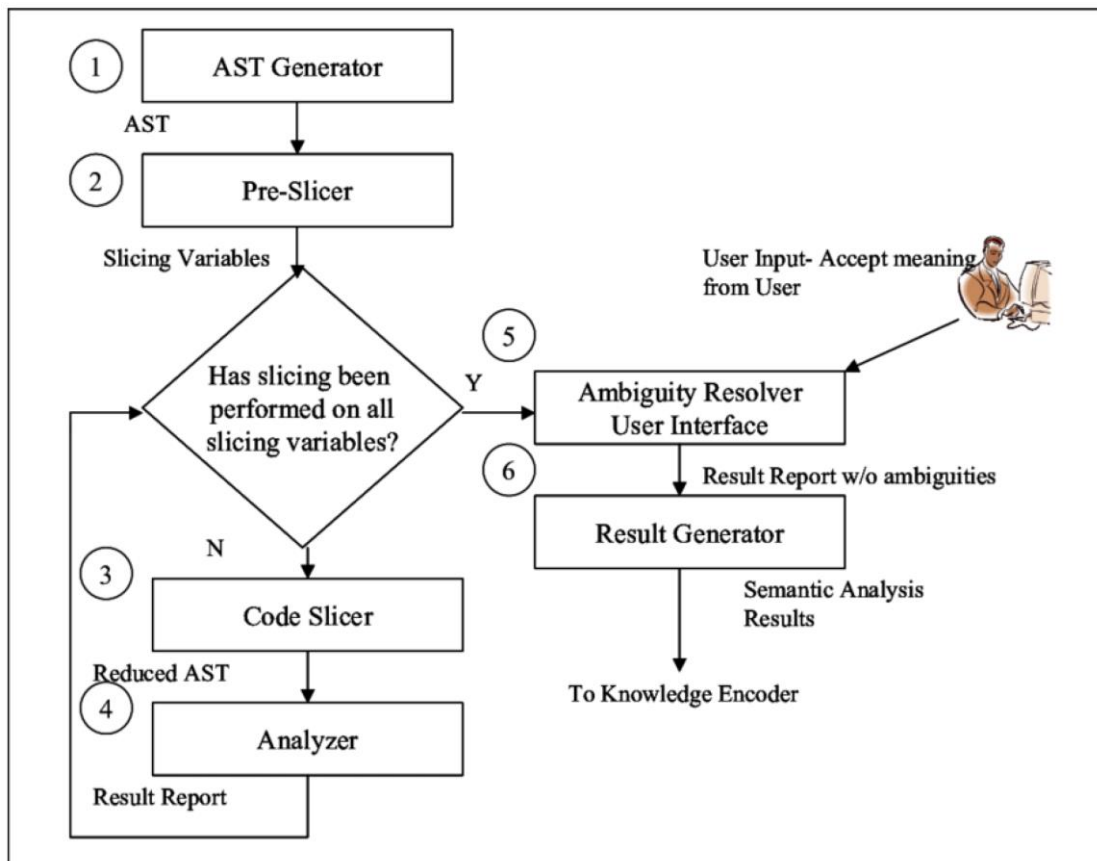 1
AST Generator
AST
2
Pre-Slicer
Slicing Variables
User Input- Accept meaning
from User
Has slicing been
performed on all
slicing variables?
Y
5
Ambiguity Resolver
User Interface
6
Result Report w/o ambiguities
Result Generator
Semantic Analysis
Results
To Knowledge Encoder
N
3
Code Slicer
Reduced AST
4
Analyzer
Result Report